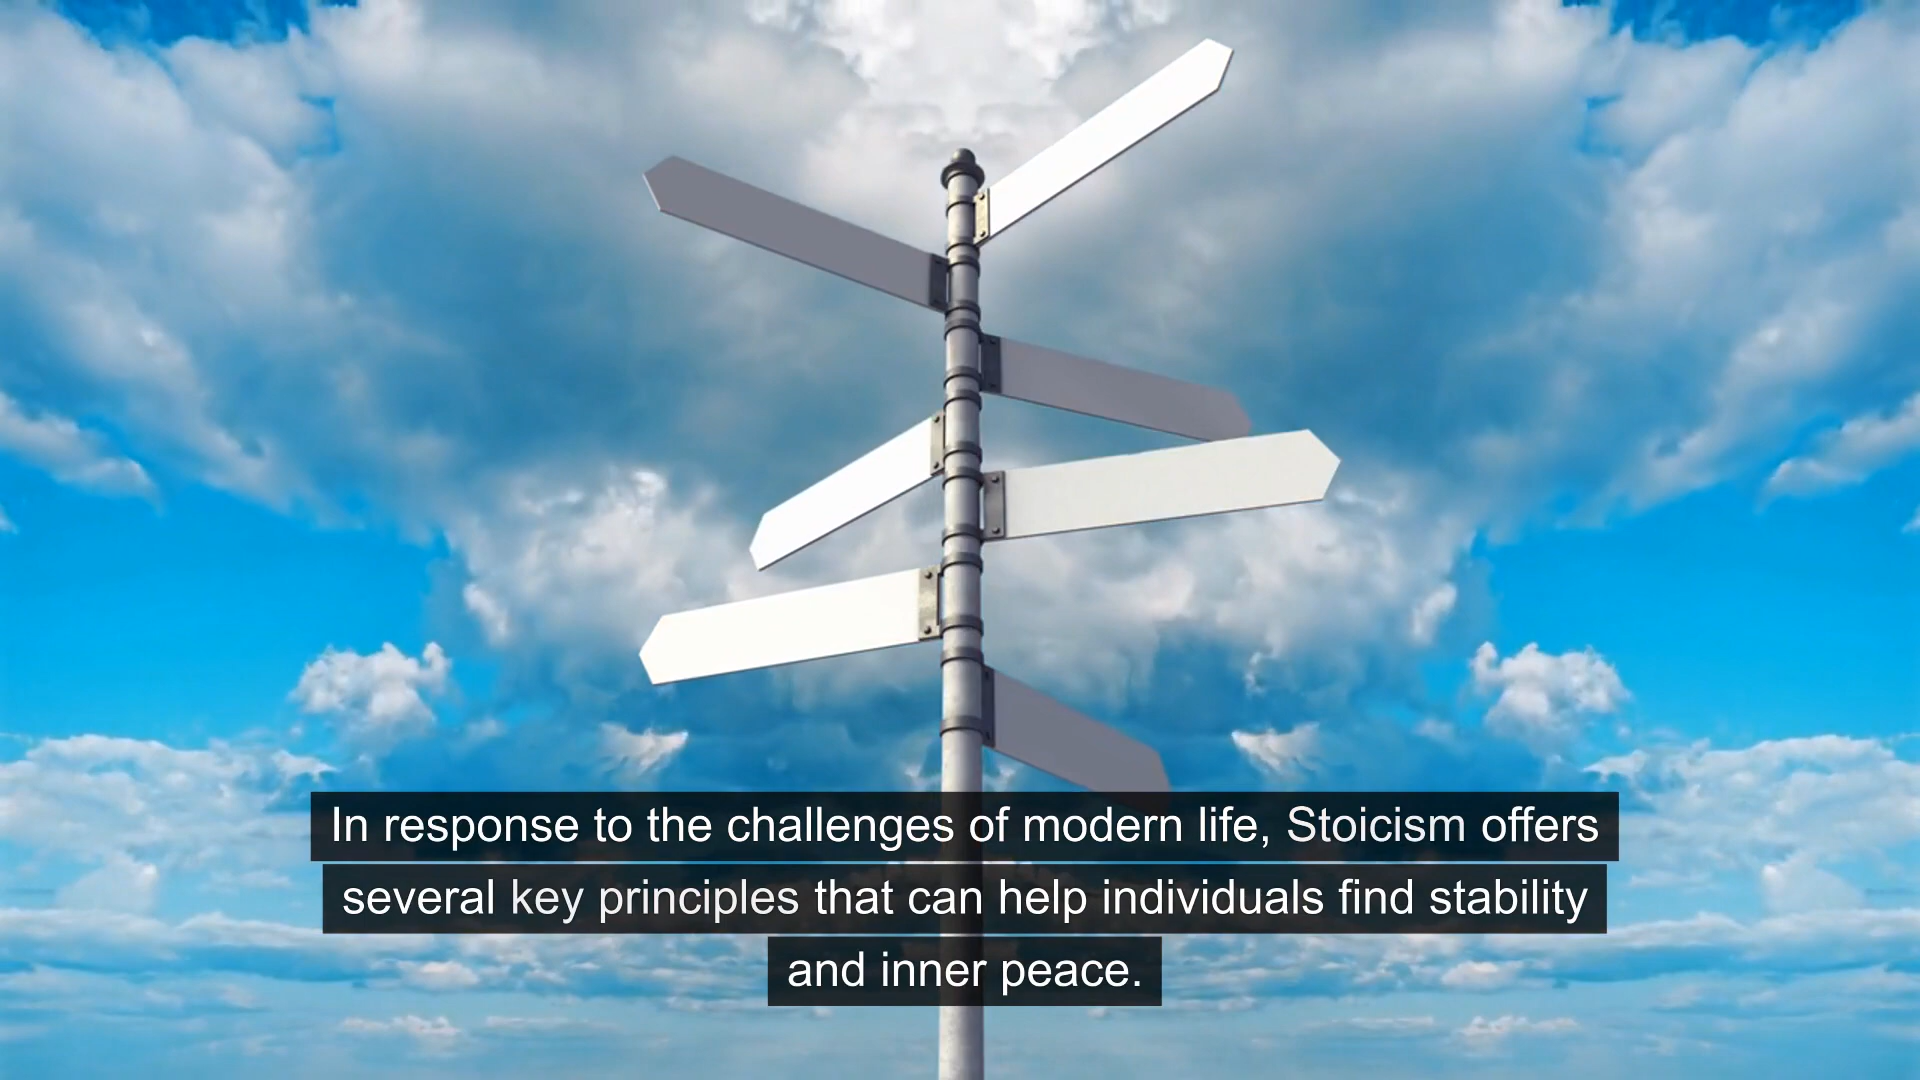 In response to the challenges of modern life, Stoicism offers
several key principles that can help individuals find stability
and inner peace.